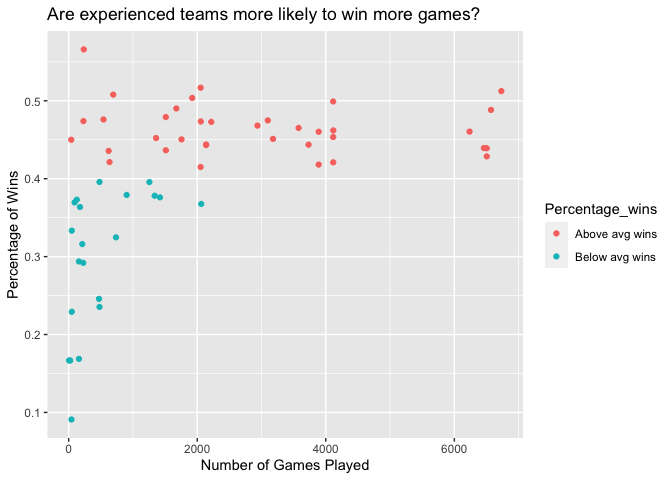 Are experienced teams more likely to win more games?
Percentage of Wins
0.5
0.4
0.3
0.2
0.1
0
2000
4000
6000
Number of Games Played
Percentage_wins
Above avg wins
Below avg wins